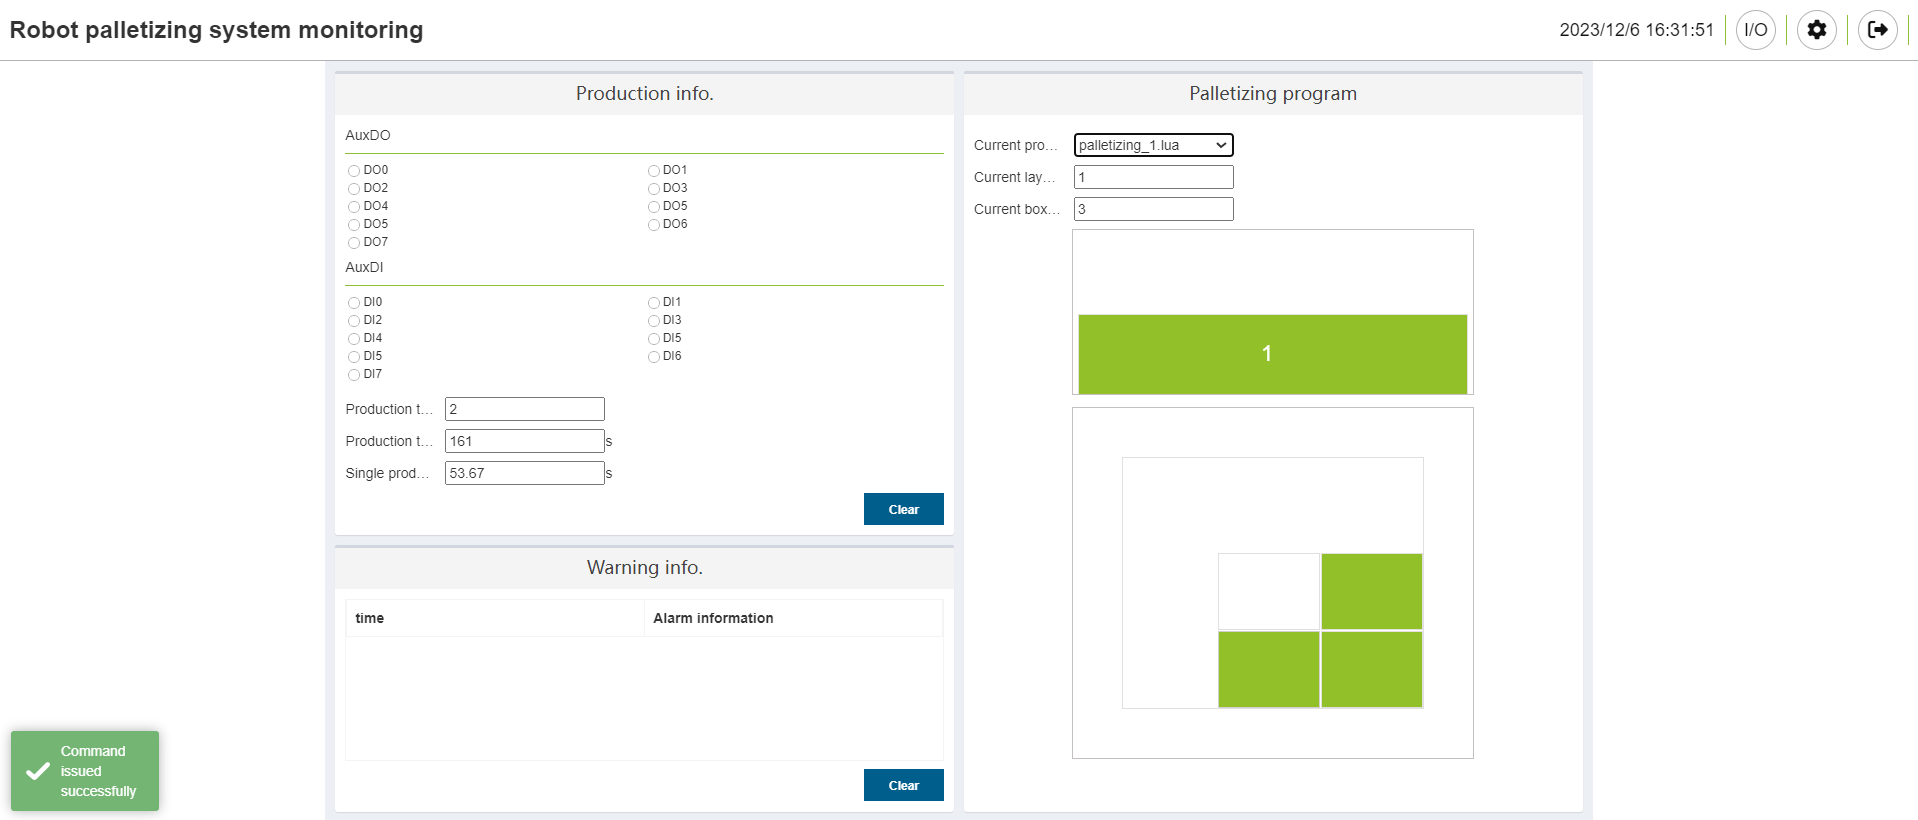 Robot palletizing system monitoring
2023/12/6 16:31:51
I/O
Production info.
AuxDO
DO0
DO1
DO2
DO3
DO4
DO5
DO5
DO6
DO7
AuxDI
DI0
DI1
DI2
DI3
DI4
DI5
DI5
DI6
DI7
Production t... 2
Production t... 161 s
Single prod... 53.67 s
Clear
Warning info.
time
Alarm information
Clear
Palletizing program
Current pro... palletizing_1.lua
Current lay... 1
Current box... 3
1
Command
issued
successfully